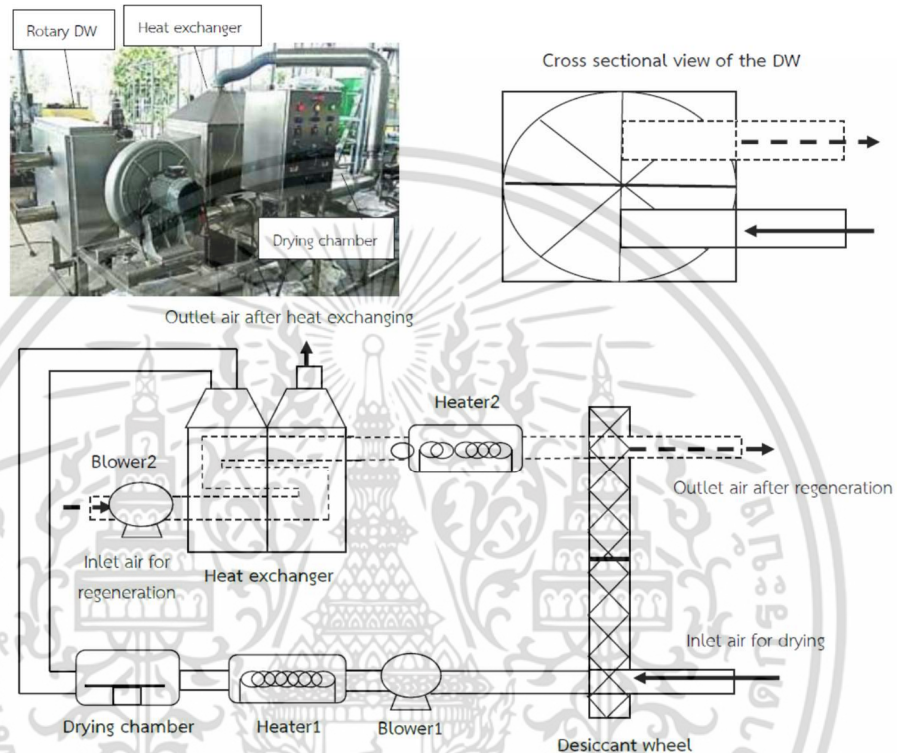 Rotary DW
Heat exchanger
Drying chamber
Cross sectional view of the DW
Outlet air after heat exchanging
Heater2
Blower2
Outlet air after regeneration
Inlet air for
regeneration
Heat exchanger
Inlet air for drying
Drying chamber
Heater1
Blower1
Desiccant wheel